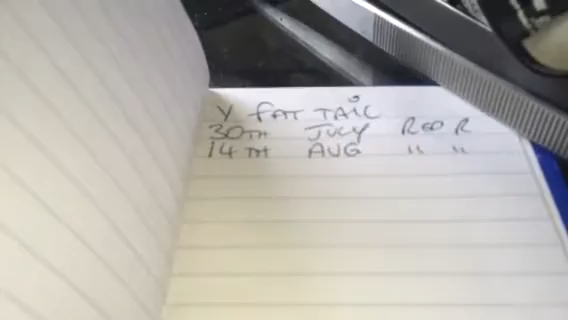 Y FAT TAIL
30TH JULY RED R
14TH AUG " "